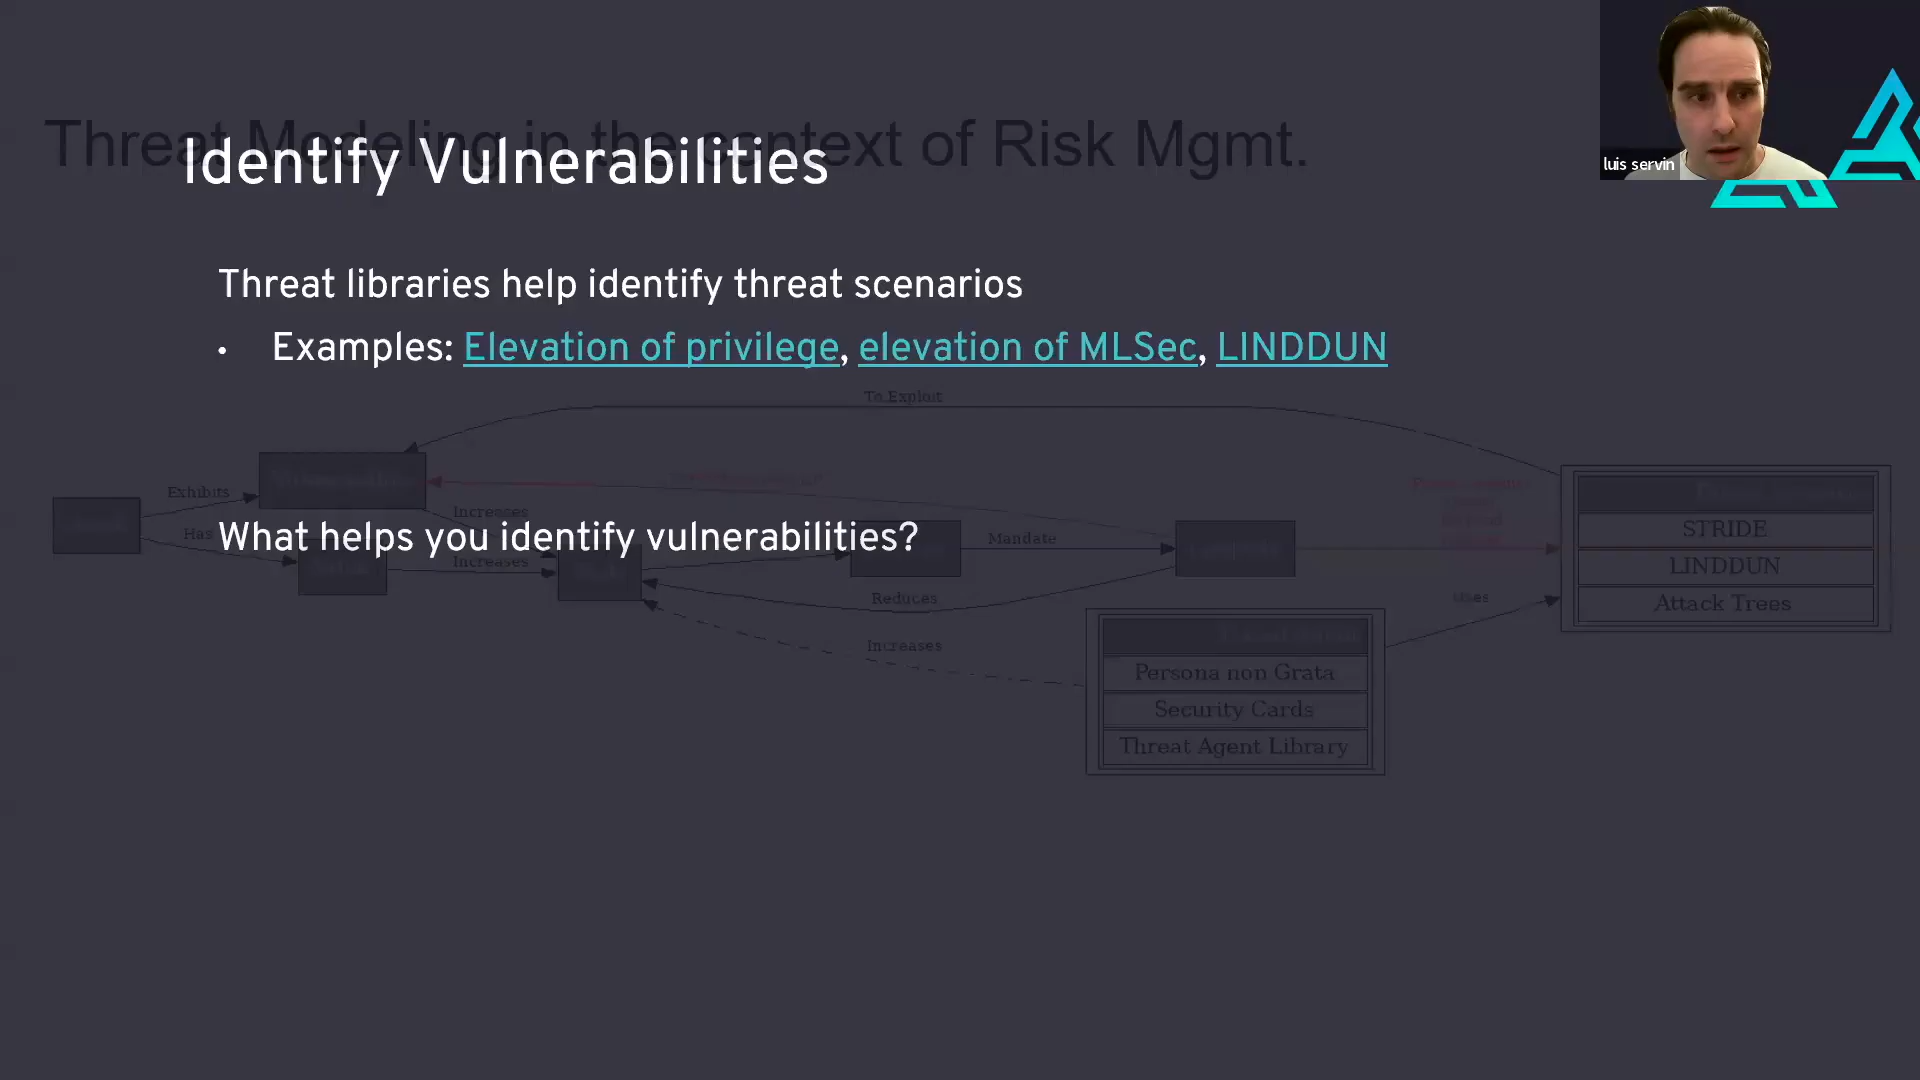 Threat Modeling in the context of Risk Mgmt.
Identify Vulnerabilities
luis servin
Threat libraries help identify threat scenarios
• Examples: Elevation of privilege, elevation of MLSec, LINDDUN
To Exploit
Exhibits
Increases
Has
What helps you identify vulnerabilities?
Mandate
STRIDE
Increases
LINDDUN
Reduces
Uses
Attack Trees
Increases
Persona non Grata
Security Cards
Threat Agent Library